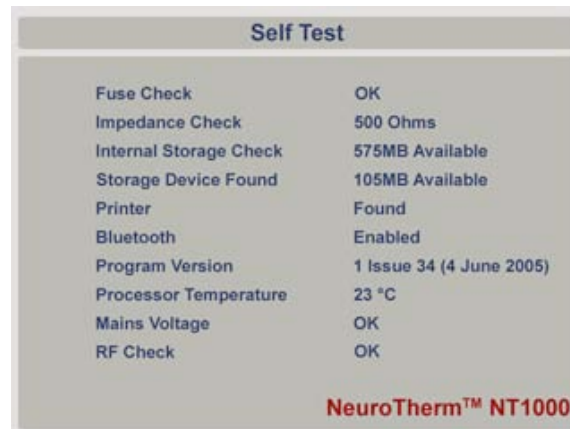 Self Test
Fuse Check OK
Impedance Check 500 Ohms
Internal Storage Check 575MB Available
Storage Device Found 105MB Available
Printer Found
Bluetooth Enabled
Program Version 1 Issue 34 (4 June 2005)
Processor Temperature 23 °C
Mains Voltage OK
RF Check OK
NeuroTherm™ NT1000